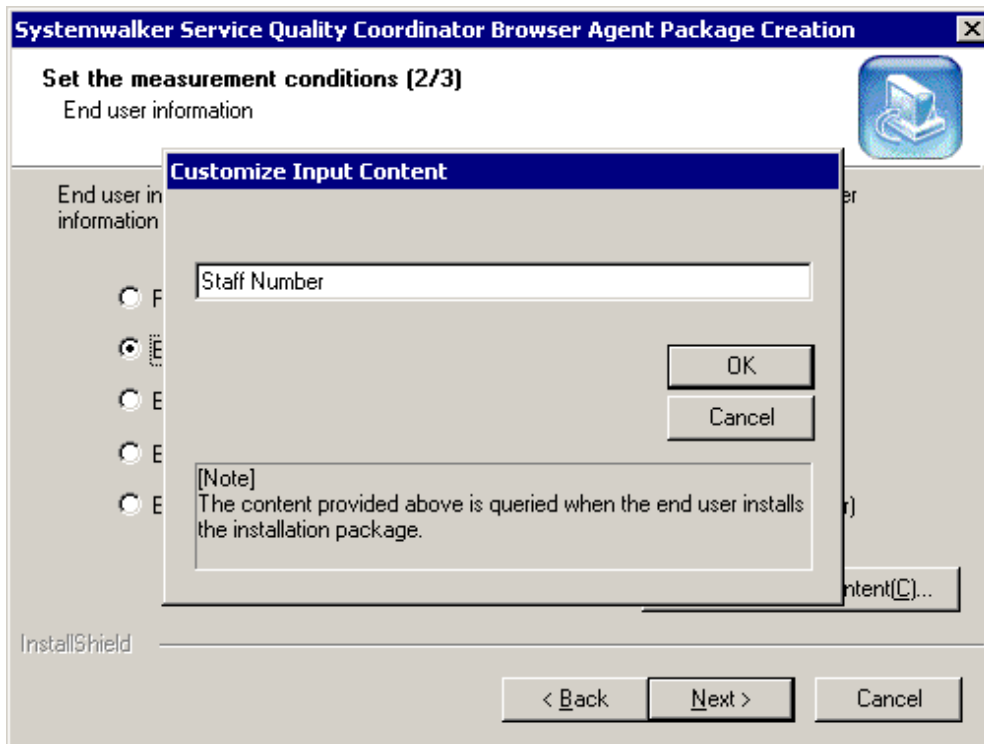 Systemwalker Service Quality Coordinator Browser Agent Package Creation
Set the measurement conditions (2/3)
End user information
Customize Input Content
End user in
er
information
Staff Number
OK
Cancel
[Note]
The content provided above is queried when the end user installs
the installation package.
r)
ntent(C)...
InstallShield
< Back
Next >
Cancel